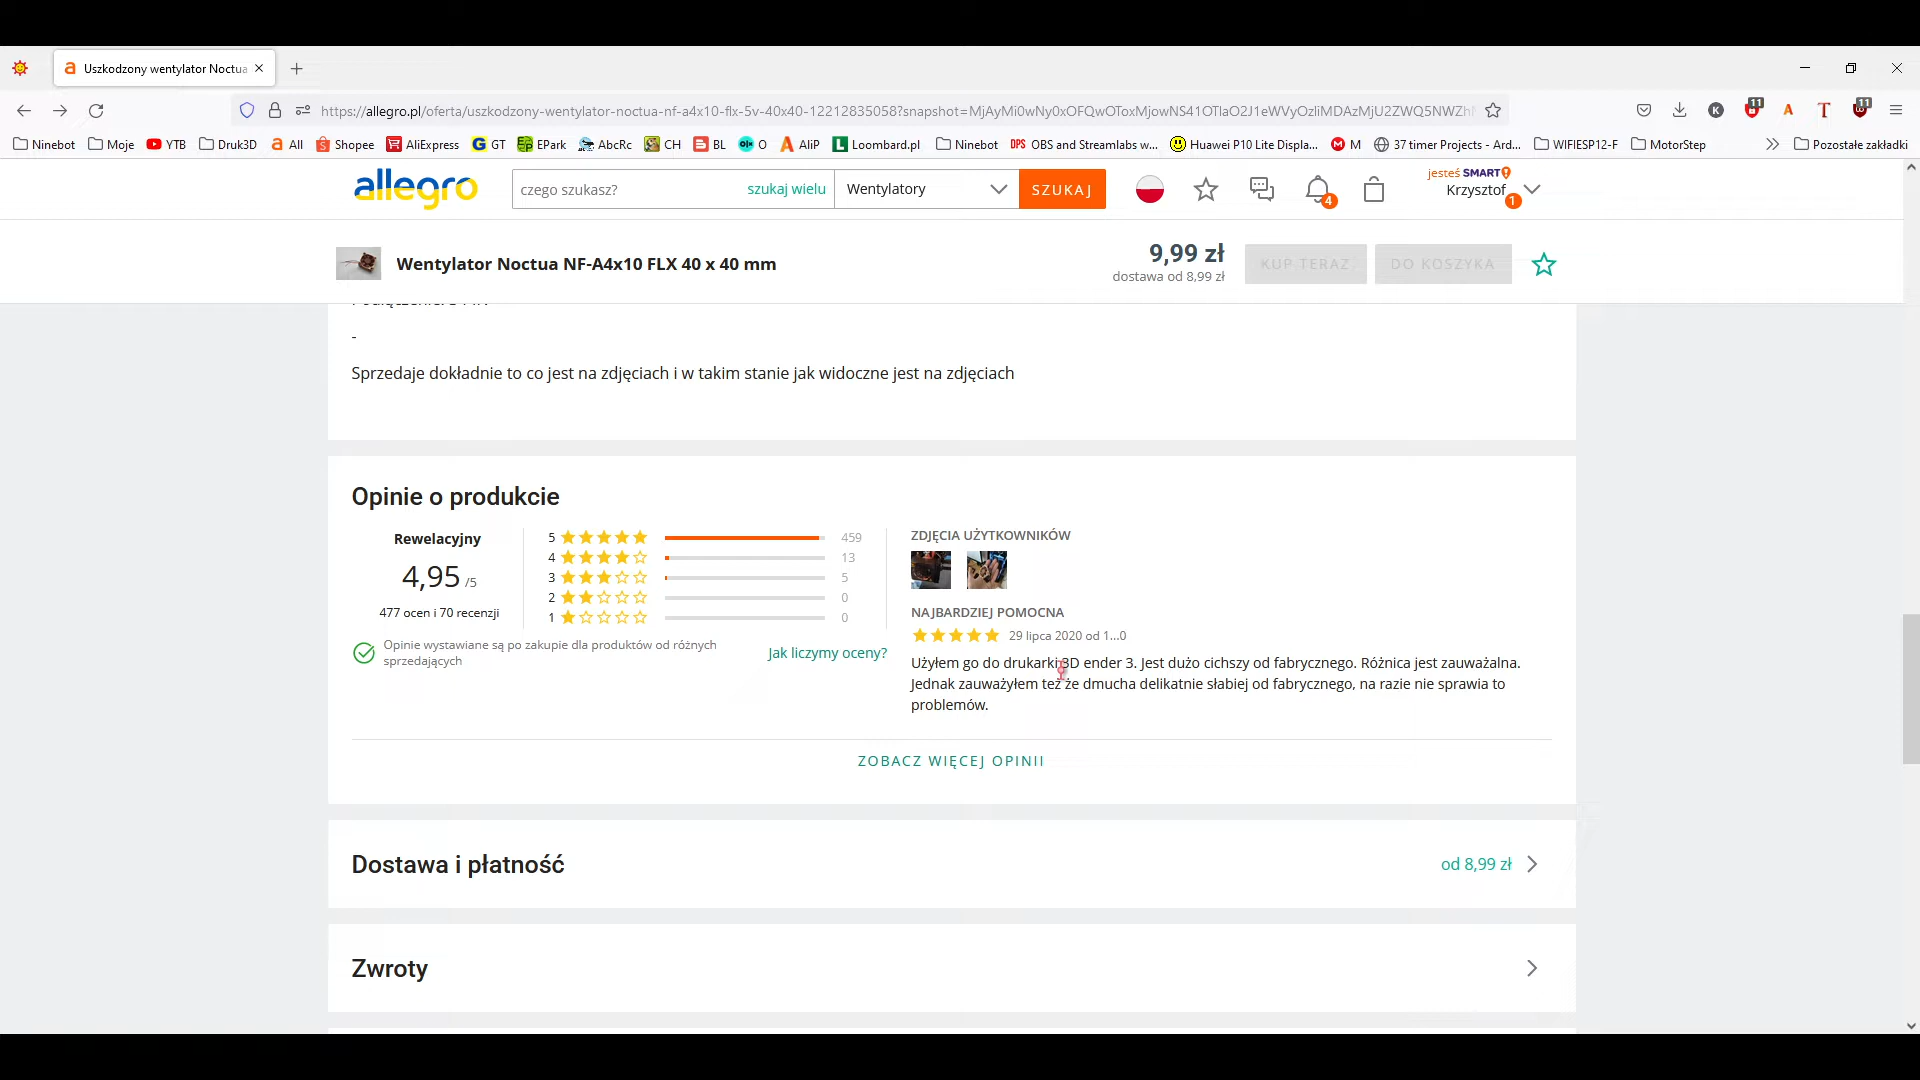 Uszkodzony wentylator Noctua
https://allegro.pl/oferta/uszkodzony-wentylator-noctua-nf-a4x10-flx-5v-40x40-12212835058?snapshot=
11
11
Ninebot
Moje
YTB
Druk3D
All
Shopee
AliExpress
GT
EPark
AbcRc
CH
BL
O
AliP
Loombard.pl
Ninebot
OBS and Streamlabs w...
Huawei P10 Lite Displa...
M
37 timer Projects - Ard...
WIFIESP12-F
MotorStep
Pozostałe zakładki
allegro
czego szukasz?
szukaj wielu
Wentylatory
SZUKAJ
4
jesteś SMART!
Krzysztof
1
Wentylator Noctua NF-A4x10 FLX 40 x 40 mm
9,99 zł
dostawa od 8,99 zł
KUP TERAZ
DO KOSZYKA
-
Sprzedaje dokładnie to co jest na zdjęciach i w takim stanie jak widoczne jest na zdjęciach
Opinie o produkcie
Rewelacyjny
4,95 /5
477 ocen i 70 recenzji
5 459
4 13
3 5
2 0
1 0
Opinie wystawiane są po zakupie dla produktów od różnych
sprzedających
Jak liczymy oceny?
ZDJĘCIA UŻYTKOWNIKÓW
NAJBARDZIEJ POMOCNA
29 lipca 2020 od 1...0
Użyłem go do drukarki 3D ender 3. Jest dużo cichszy od fabrycznego. Różnica jest zauważalna.
Jednak zauważyłem też że dmucha delikatnie słabiej od fabrycznego, na razie nie sprawia to
problemów.
ZOBACZ WIĘCEJ OPINII
Dostawa i płatność
od 8,99 zł
Zwroty